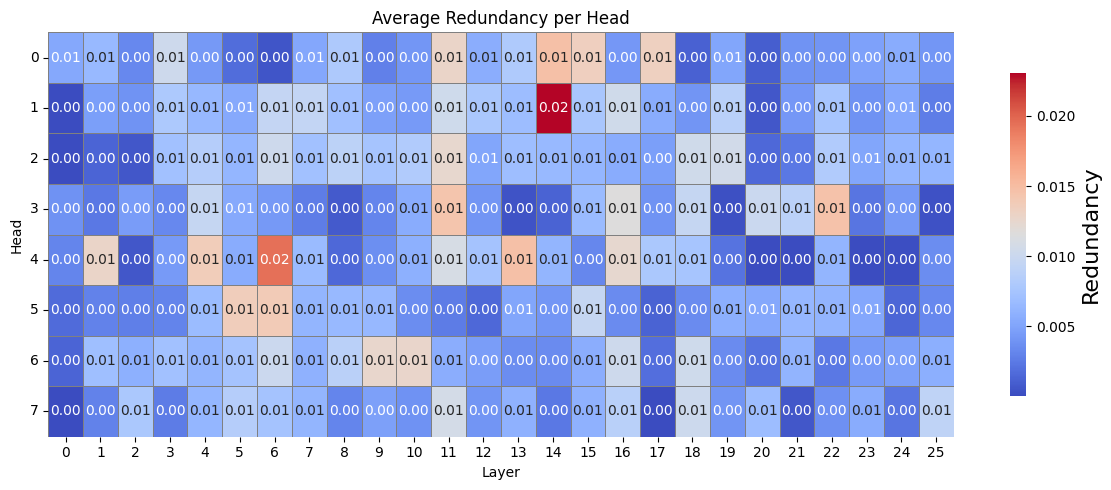 Average Redundancy per Head
0 0.01 0.01 0.00 0.01 0.00 0.00 0.00 0.01 0.01 0.00 0.00 0.01 0.01 0.01 0.01 0.01 0.00 0.01 0.00 0.01 0.00 0.00 0.00 0.00 0.01 0.00
1 0.00 0.00 0.00 0.01 0.01 0.01 0.01 0.01 0.01 0.00 0.00 0.01 0.01 0.01 0.02 0.01 0.01 0.01 0.00 0.01 0.00 0.00 0.01 0.00 0.01 0.00
2 0.00 0.00 0.00 0.01 0.01 0.01 0.01 0.01 0.01 0.01 0.01 0.01 0.01 0.01 0.01 0.01 0.01 0.00 0.01 0.01 0.00 0.00 0.01 0.01 0.01 0.01
3 0.00 0.00 0.00 0.00 0.01 0.01 0.00 0.00 0.00 0.00 0.01 0.01 0.00 0.00 0.00 0.01 0.01 0.00 0.01 0.00 0.01 0.01 0.01 0.00 0.00 0.00
4 0.00 0.01 0.00 0.00 0.01 0.01 0.02 0.01 0.00 0.00 0.01 0.01 0.01 0.01 0.01 0.00 0.01 0.01 0.01 0.00 0.00 0.00 0.01 0.00 0.00 0.00
5 0.00 0.00 0.00 0.00 0.01 0.01 0.01 0.01 0.01 0.01 0.00 0.00 0.00 0.01 0.00 0.01 0.00 0.00 0.00 0.01 0.01 0.01 0.01 0.01 0.00 0.00
6 0.00 0.01 0.01 0.01 0.01 0.01 0.01 0.01 0.01 0.01 0.01 0.01 0.00 0.00 0.00 0.01 0.01 0.00 0.01 0.00 0.00 0.01 0.00 0.00 0.00 0.01
7 0.00 0.00 0.01 0.00 0.01 0.01 0.01 0.01 0.00 0.00 0.00 0.01 0.00 0.01 0.00 0.01 0.01 0.00 0.01 0.00 0.01 0.00 0.00 0.01 0.00 0.01
0 1 2 3 4 5 6 7 8 9 10 11 12 13 14 15 16 17 18 19 20 21 22 23 24 25
Layer
Head
0.020
0.015
0.010
0.005
Redundancy